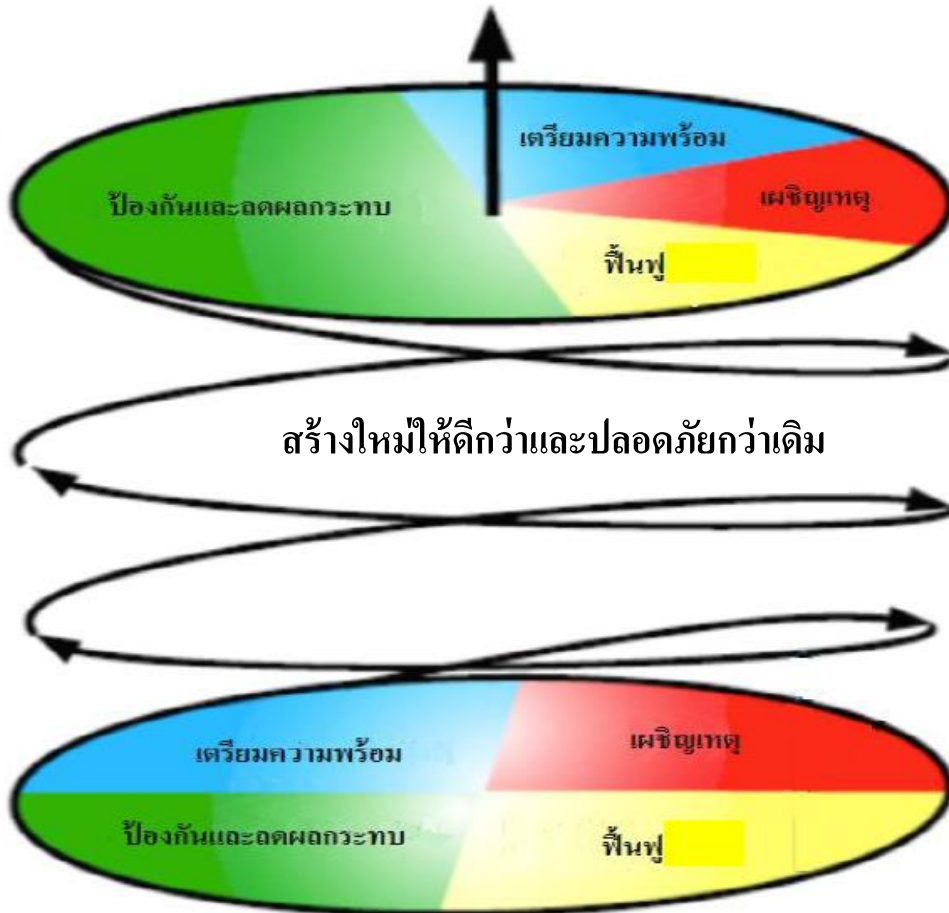 เตรียมความพร้อม
ป้องกันและลดผลกระทบ
เผชิญเหตุ
ฟื้นฟู
สร้างใหม่ให้ดีกว่าและปลอดภัยกว่าเดิม
เตรียมความพร้อม
เผชิญเหตุ
ป้องกันและลดผลกระทบ
ฟื้นฟู